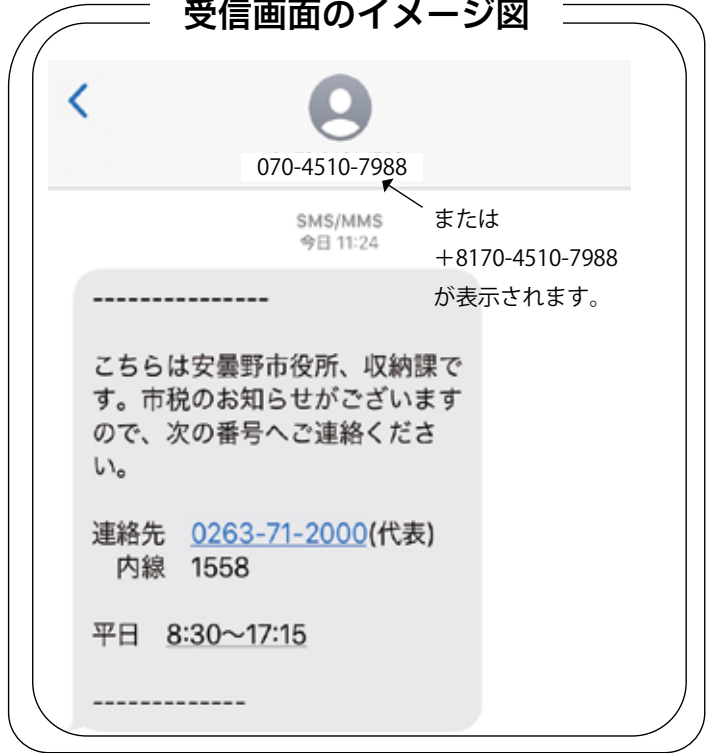 受信画面のイメージ図
070-4510-7988
または
+8170-4510-7988
が表示されます。
SMS/MMS
今日 11:24
---------------
こちらは安曇野市役所、収納課で
す。市税のお知らせがございます
ので、次の番号へご連絡くださ
い。
連絡先 0263-71-2000(代表)
内線 1558
平日 8:30〜17:15
-------------